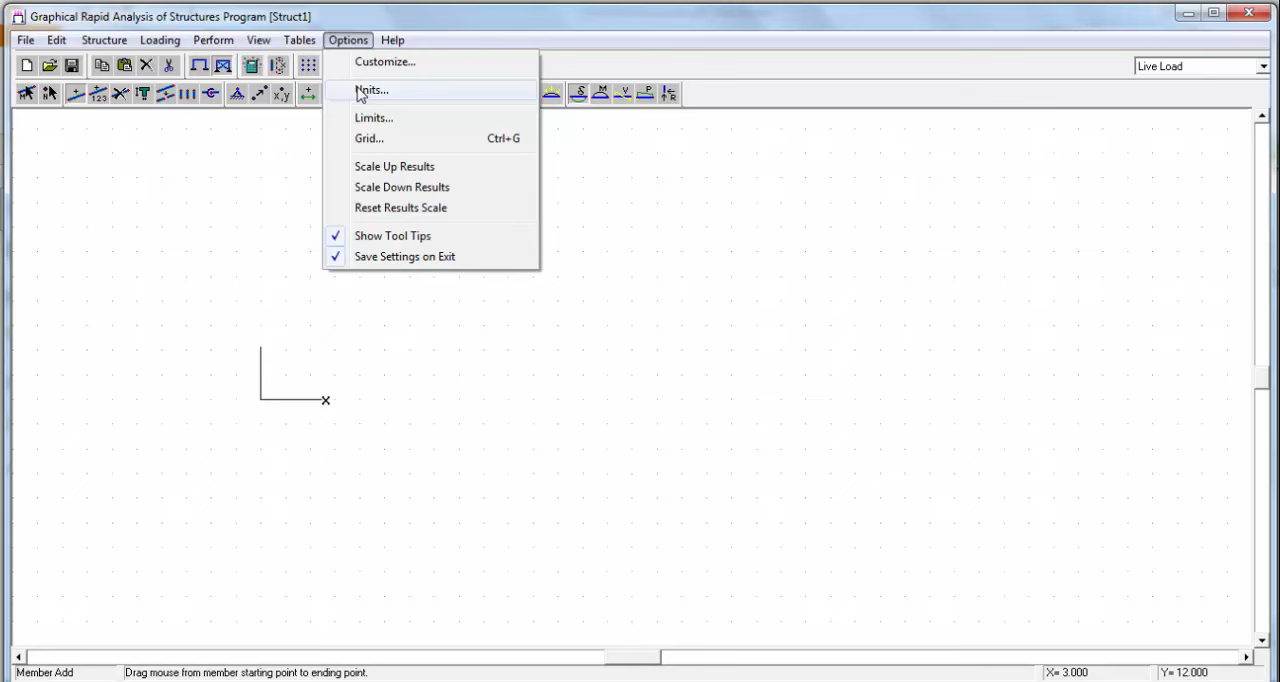 Graphical Rapid Analysis of Structures Program [Struct1]
File Edit Structure Loading Perform View Tables Options Help
Live Load
Customize...
Units...
Limits...
Grid... Ctrl+G
Scale Up Results
Scale Down Results
Reset Results Scale
Show Tool Tips
Save Settings on Exit
X
Member Add Drag mouse from member starting point to ending point. X= 3.000 Y= 12.000